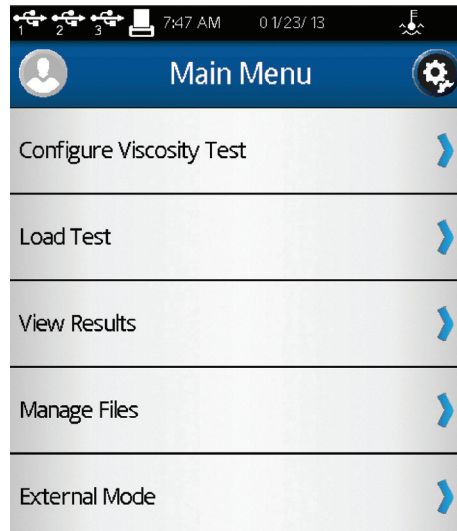 1 2 3 7:47 AM 01/23/13
Main Menu
Configure Viscosity Test
Load Test
View Results
Manage Files
External Mode